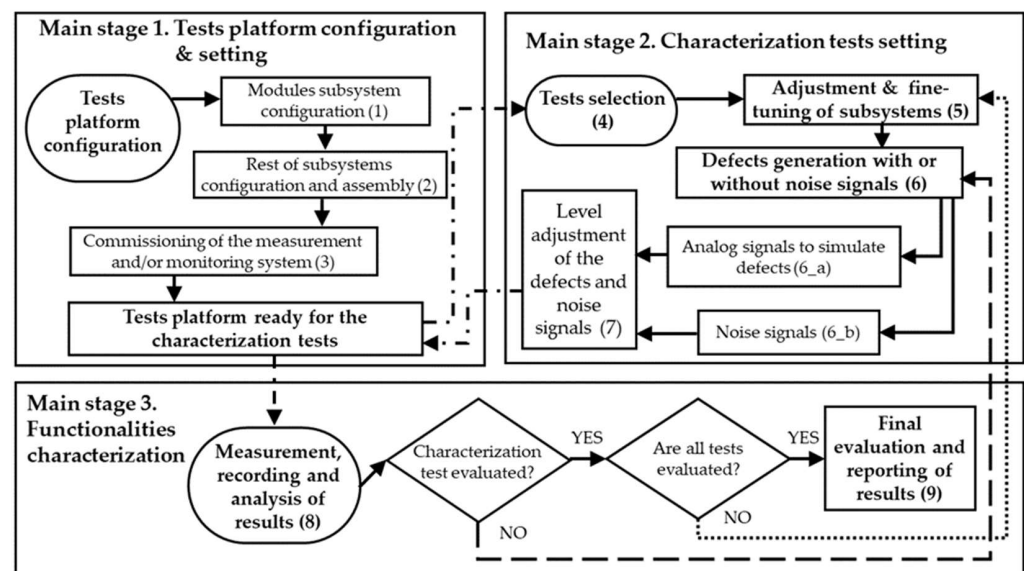 Main stage 1. Tests platform configuration
& setting
Tests
platform
configuration
Modules subsystem
configuration (1)
Rest of subsystems
configuration and assembly (2)
Commissioning of the measurement
and/or monitoring system (3)
Tests platform ready for the
characterization tests
Main stage 2. Characterization tests setting
Tests selection
(4)
Adjustment & fine-
tuning of subsystems (5)
Defects generation with or
without noise signals (6)
Analog signals to simulate
defects (6_a)
Noise signals (6_b)
Level
adjustment
of the
defects and
noise
signals (7)
Main stage 3.
Functionalities
characterization
Measurement,
recording and
analysis of
results (8)
Characterization
test evaluated?
YES
NO
Are all tests
evaluated?
YES
NO
Final
evaluation and
reporting of
results (9)